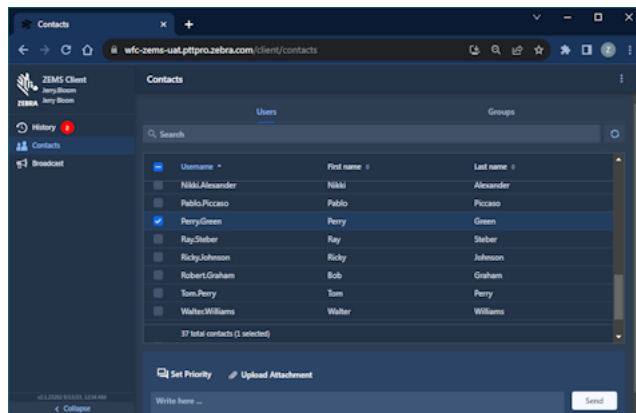 Contacts
wfc-zems-uat.pttpro.zebra.com/client/contacts
Z
ZEMS Client
Jerry.Bloom
Jerry Bloom
ZEBRA
Contacts
Users Groups
History 2
Contacts
Broadcast
Search
Username First name Last name
Nikki.Alexander Nikki Alexander
Pablo.Piccaso Pablo Piccaso
Perry.Green Perry Green
Ray.Steber Ray Steber
Ricky.Johnson Ricky Johnson
Robert.Graham Bob Graham
Tom.Perry Tom Perry
Walter.Williams Walter Williams
37 total contacts (1 selected)
Set Priority Upload Attachment
Write here ...
Send
Collapse